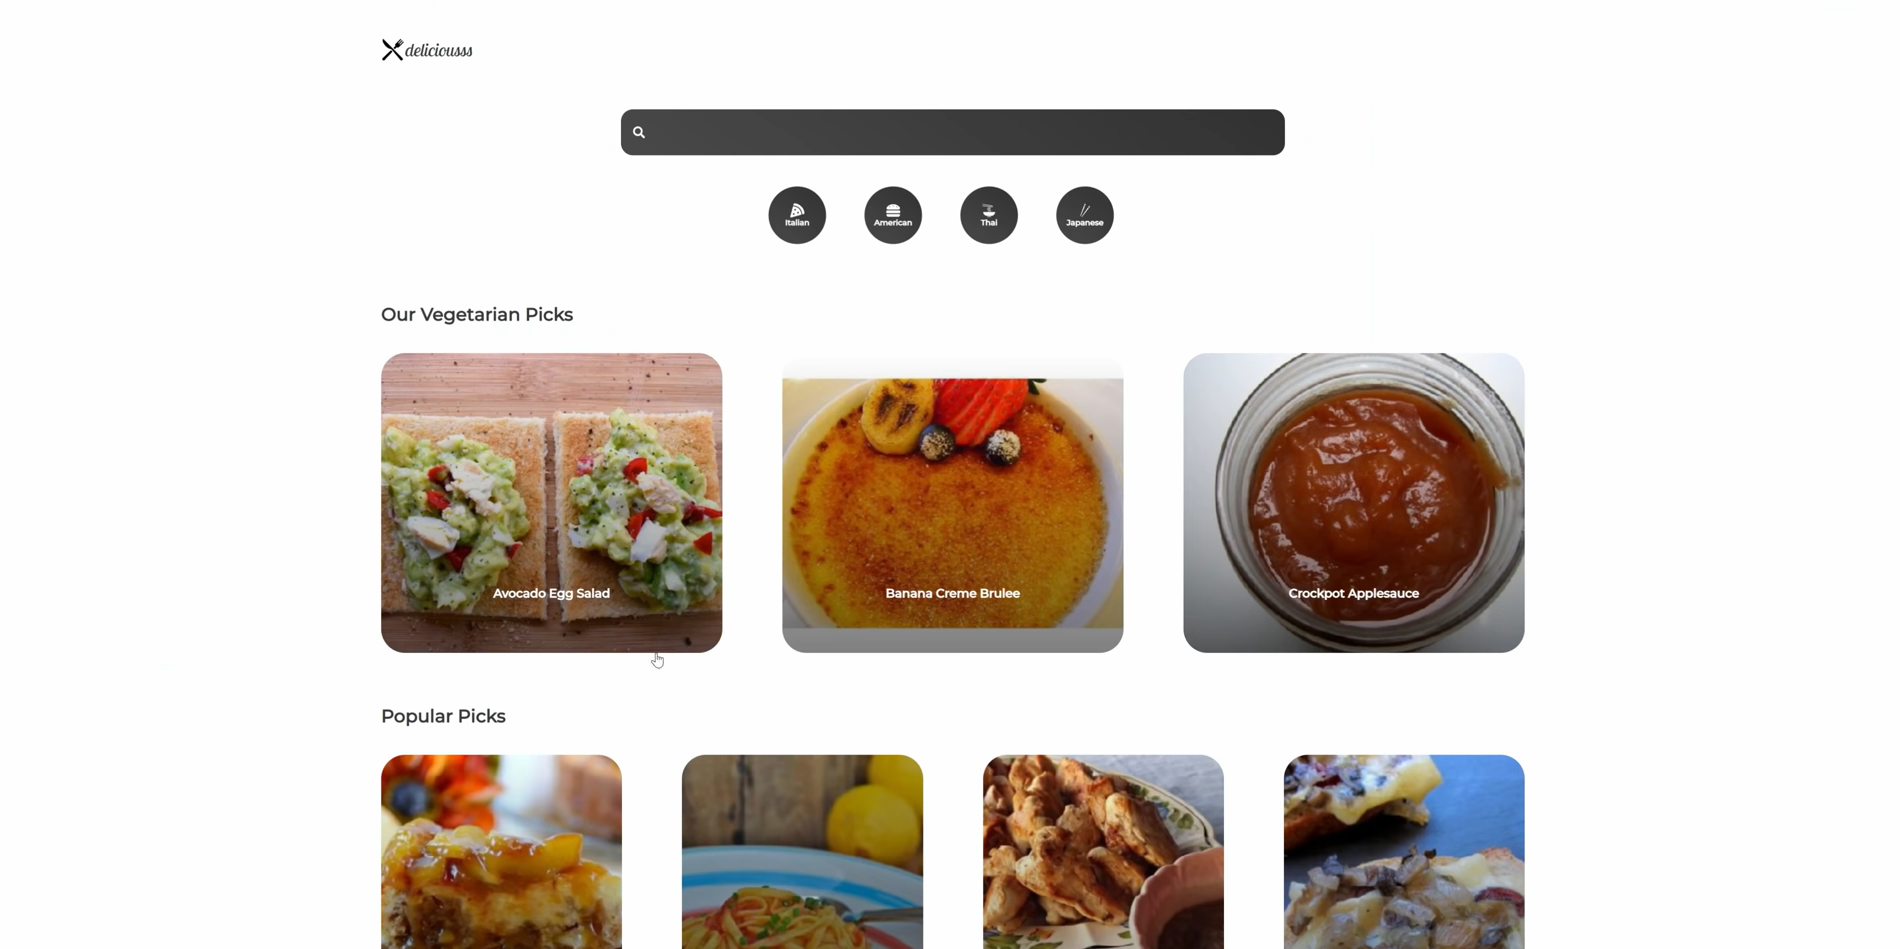 deliciousss
Italian
American
Thai
Japanese
Our Vegetarian Picks
Avocado Egg Salad
Banana Creme Brulee
Crockpot Applesauce
Popular Picks